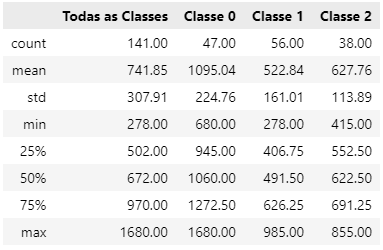 Todas as Classes Classe 0 Classe 1 Classe 2
count 141.00 47.00 56.00 38.00
mean 741.85 1095.04 522.84 627.76
std 307.91 224.76 161.01 113.89
min 278.00 680.00 278.00 415.00
25% 502.00 945.00 406.75 552.50
50% 672.00 1060.00 491.50 622.50
75% 970.00 1272.50 626.25 691.25
max 1680.00 1680.00 985.00 855.00